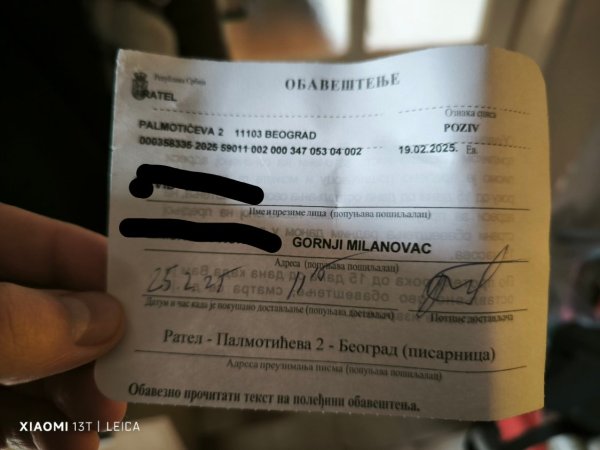 Република Србија
RATEL
ОБАВЕШТЕЊЕ
Ознака списа
PALMOTIĆEVA 2 11103 BEOGRAD
POZIV
000358335 2025 59011 002 000 347 053 04 002
19.02.2025.
Име и презиме лица (попуњава пошиљалац)
GORNJI MILANOVAC
Адреса (попуњава пошиљалац)
25.2.25
Датум и час када је покушано достављање (попуњава достављач)
Потпис достављача
Рател - Палмотићева 2 - Београд (писарница)
Адреса преузимања писма (попуњава пошиљалац)
Обавезно прочитати текст на полеђини обавештења.
XIAOMI 13T | LEICA